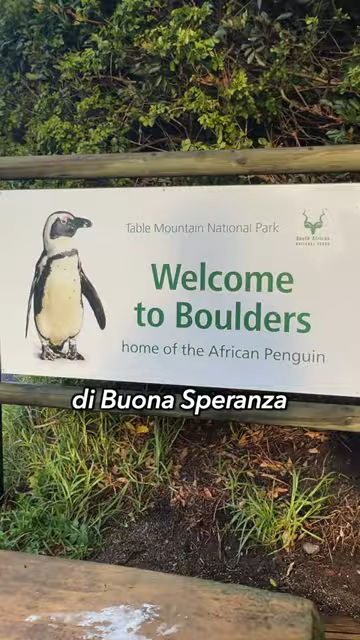 Table Mountain National Park
South African
NATIONAL PARKS
Welcome
to Boulders
home of the African Penguin
di Buona Speranza